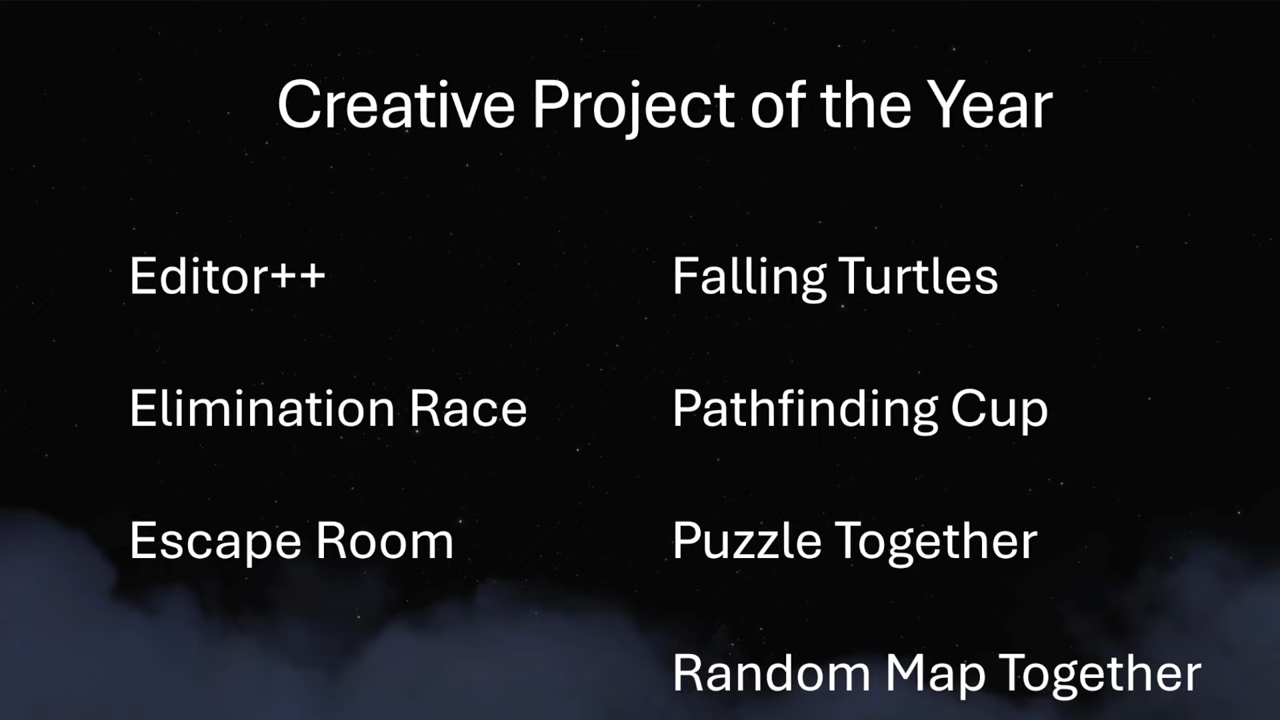 Creative Project of the Year
Editor++
Elimination Race
Escape Room
Falling Turtles
Pathfinding Cup
Puzzle Together
Random Map Together